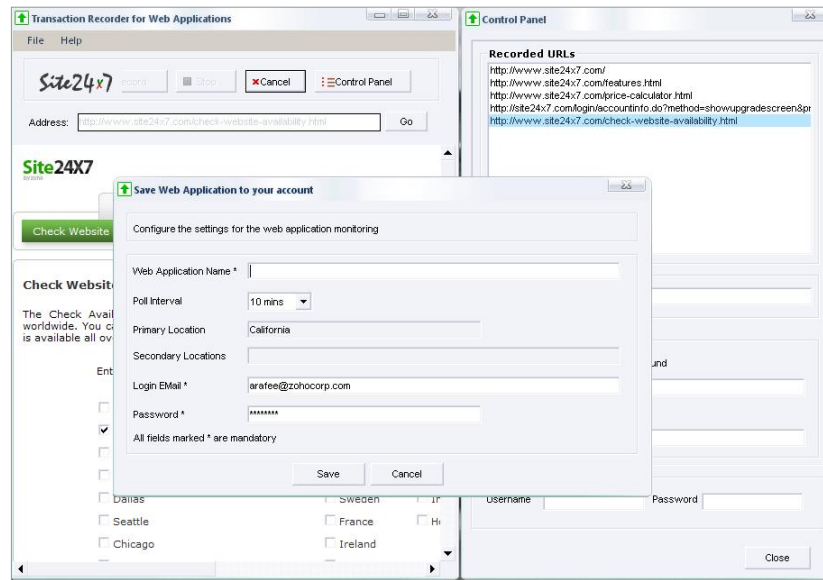 Transaction Recorder for Web Applications
File Help
Site24x7
Record
Stop
Cancel
Control Panel
Address: http://www.site24x7.com/check-website-availability.html Go
Site24X7
Check Website
Check Websit
The Check Avail
worldwide. You ca
is available all ov
Ent
Dallas
Sweden
Seattle
France
Chicago
Ireland
Save Web Application to your account
Configure the settings for the web application monitoring
Web Application Name *
Poll Interval 10 mins
Primary Location California
Secondary Locations
Login EMail * arafee@zohocorp.com
Password * ********
All fields marked * are mandatory
Save Cancel
Control Panel
Recorded URLs
http://www.site24x7.com/
http://www.site24x7.com/features.html
http://www.site24x7.com/price-calculator.html
http://site24x7.com/login/accountinfo.do?method=showupgradescreen&pr
http://www.site24x7.com/check-website-availability.html
und
Username Password
Close